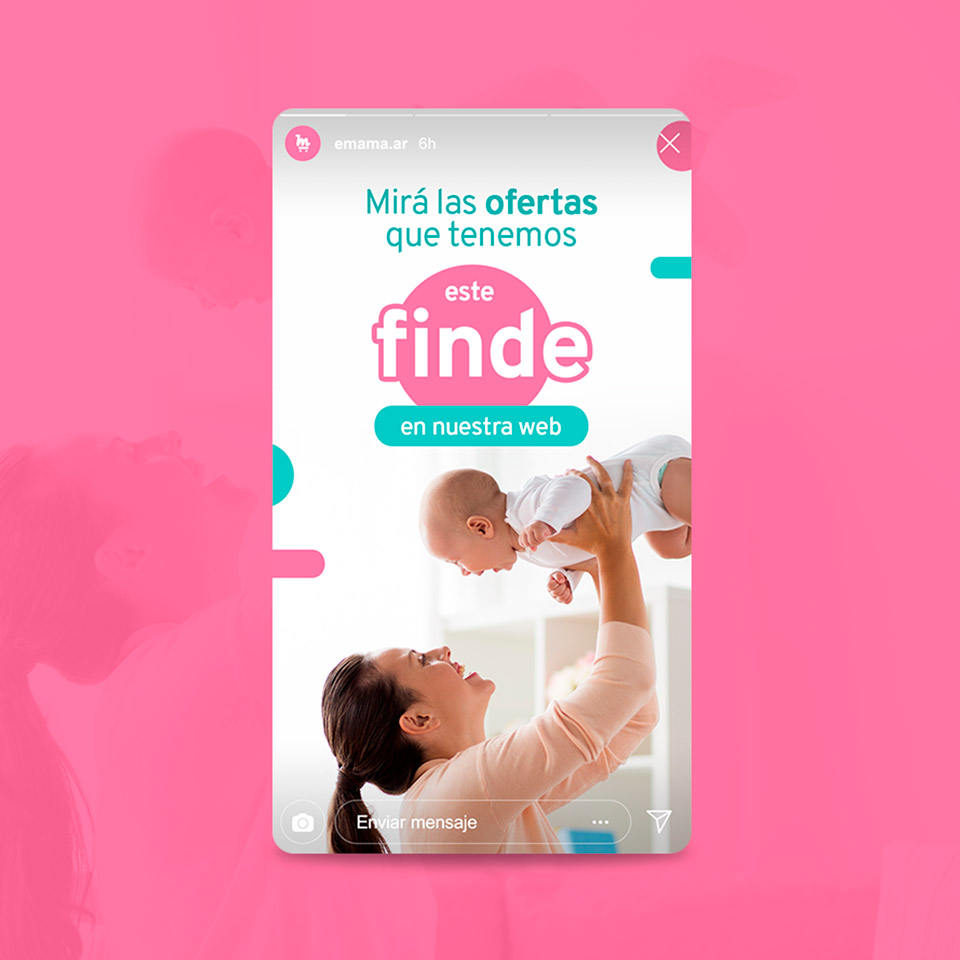 emama.ar 6h
Mirá las ofertas
que tenemos
este
finde
en nuestra web
Enviar mensaje